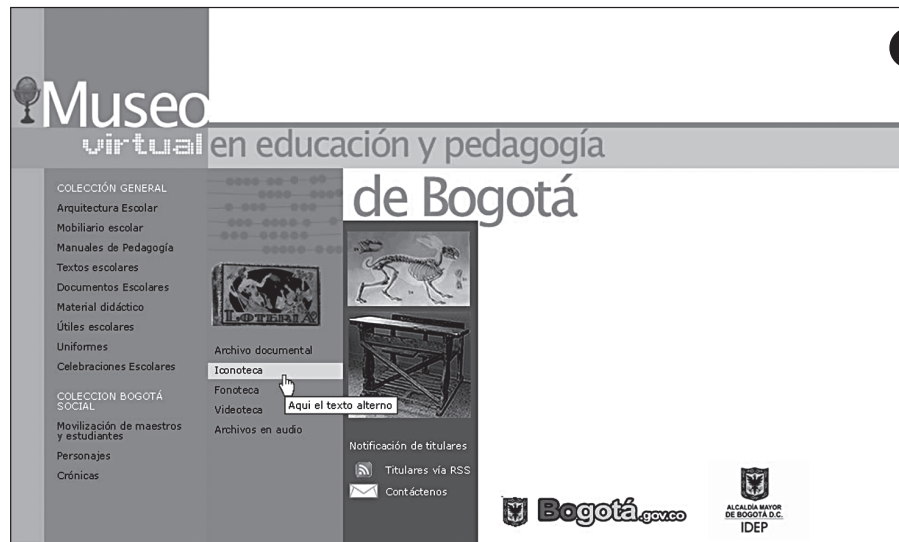 Museo
virtual en educación y pedagogía
de Bogotá
COLECCIÓN GENERAL
Arquitectura Escolar
Mobiliario escolar
Manuales de Pedagogía
Textos escolares
Documentos Escolares
Material didáctico
Útiles escolares
Uniformes
Celebraciones Escolares
COLECCION BOGOTÁ
SOCIAL
Movilización de maestros
y estudiantes
Personajes
Crónicas
LOTERIA
Archivo documental
Iconoteca
Fonoteca
Aqui el texto alterno
Videoteca
Archivos en audio
Notificación de titulares
Titulares vía RSS
Contáctenos
Bogotá.gov.co
ALCALDÍA MAYOR
DE BOGOTÁ D.C.
IDEP